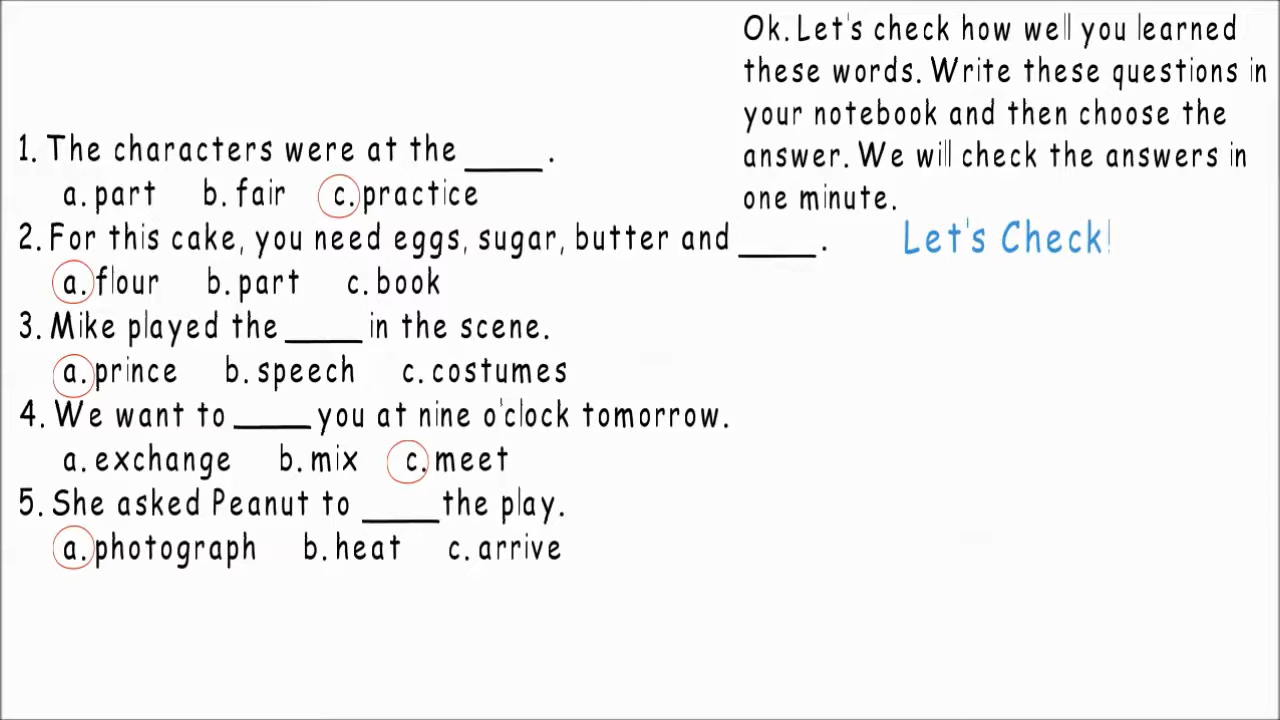 Ok. Let's check how well you learned
these words. Write these questions in
your notebook and then choose the
answer. We will check the answers in
one minute.
Let's Check!
1. The characters were at the _____.
a. part b. fair c. practice
2. For this cake, you need eggs, sugar, butter and _____.
a. flour b. part c. book
3. Mike played the _____ in the scene.
a. prince b. speech c. costumes
4. We want to _____ you at nine o'clock tomorrow.
a. exchange b. mix c. meet
5. She asked Peanut to _____ the play.
a. photograph b. heat c. arrive